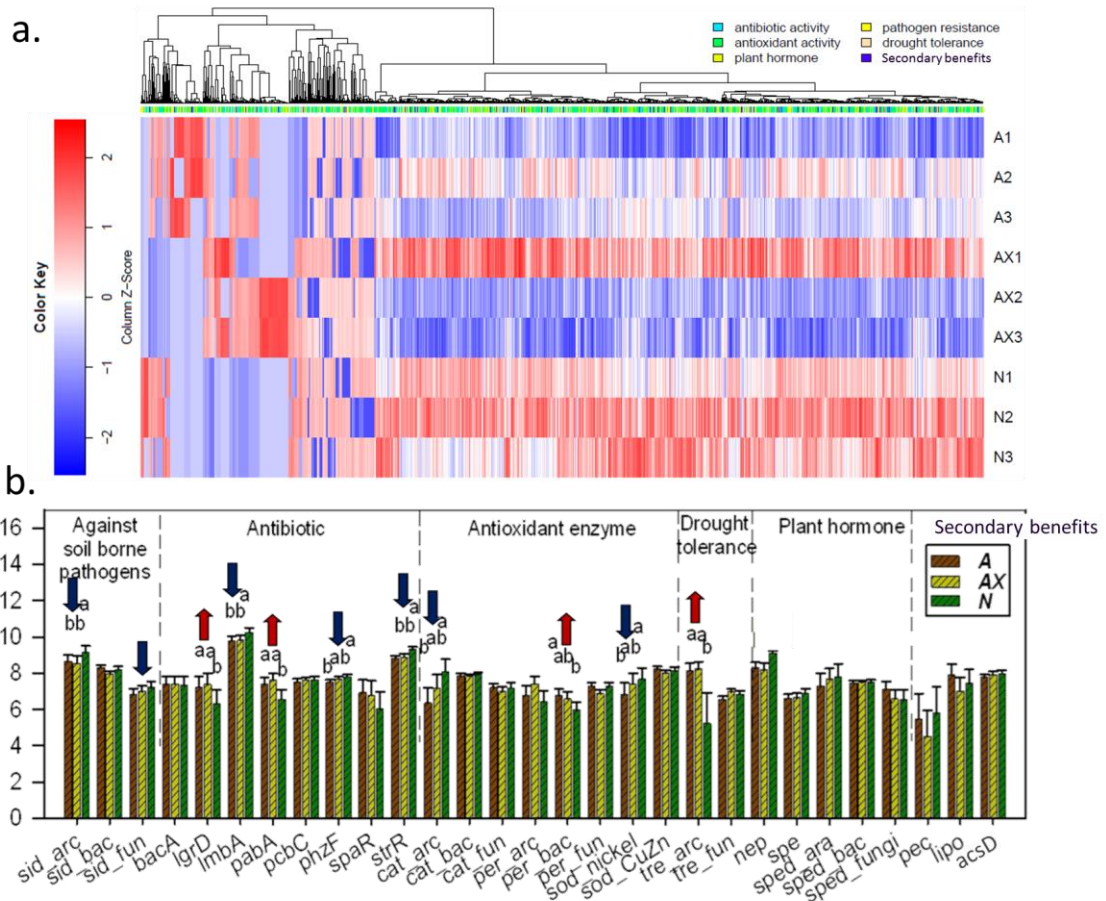 a.
antibiotic activity
antioxidant activity
plant hormone
pathogen resistance
drought tolerance
Secondary benefits
Color Key
2
1
0
-1
-2
Column Z-Score
A1
A2
A3
AX1
AX2
AX3
N1
N2
N3
b.
16
14
12
10
8
6
4
2
0
Against
soil borne
pathogens
Antibiotic
Antioxidant enzyme
Drought
tolerance
Plant hormone
Secondary benefits
A
AX
N
a
bb
aa
b
a
bb
aa
b
a
ab
b
a
bb
a
ab
b
a
ab
b
a
ab
b
aa
b
sid_arc
sid_bac
sid_fun
bacA
lgrD
lmbA
pabA
pcbC
phzF
spaR
strR
cat_arc
cat_bac
cat_fun
per_arc
per_bac
per_fun
sod_nickel
sod_CuZn
tre_arc
tre_fun
nep
spe
sped_ara
sped_bac
sped_fungi
pec
lipo
acsD